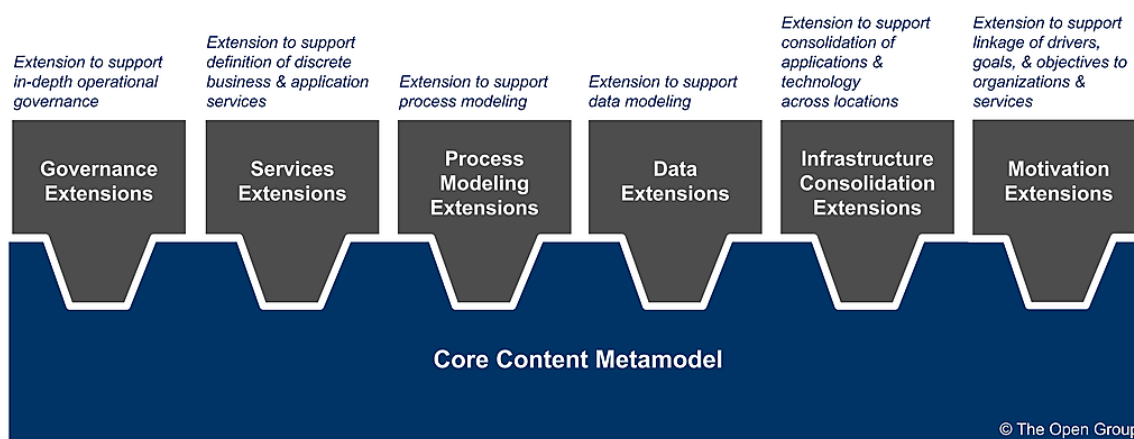 Extension to support
in-depth operational
governance
Extension to support
definition of discrete
business & application
services
Extension to support
process modeling
Extension to support
data modeling
Extension to support
consolidation of
applications &
technology
across locations
Extension to support
linkage of drivers,
goals, & objectives to
organizations &
services
Governance
Extensions
Services
Extensions
Process
Modeling
Extensions
Data
Extensions
Infrastructure
Consolidation
Extensions
Motivation
Extensions
Core Content Metamodel
© The Open Group